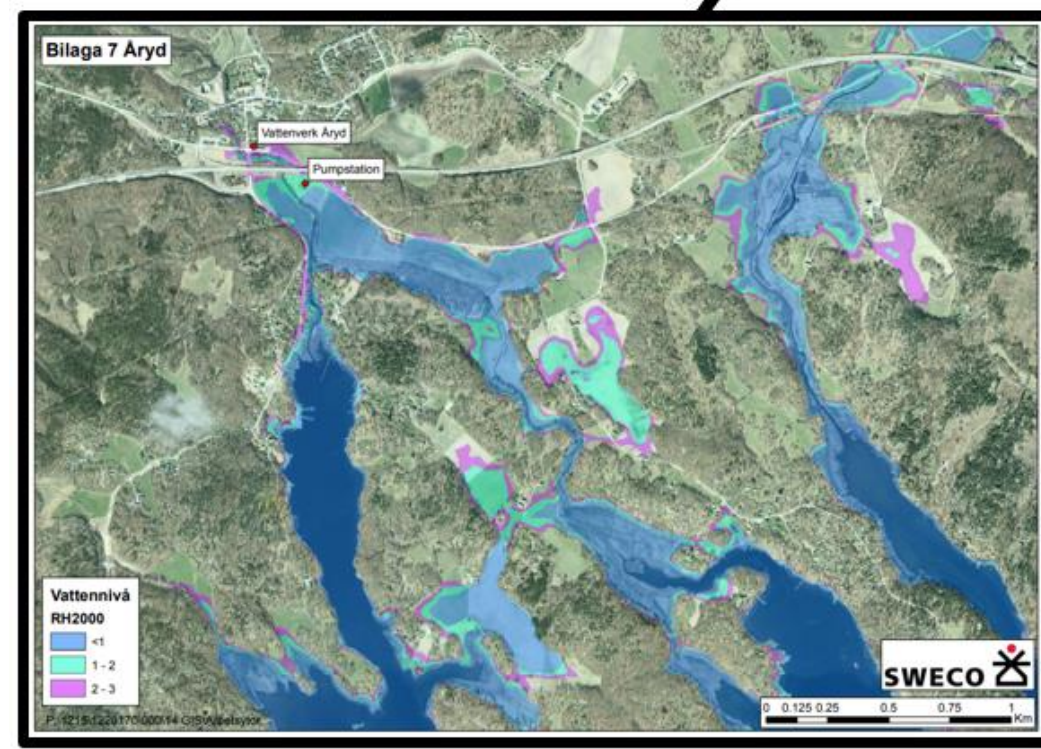 Bilaga 7 Åryd
Vattenverk Åryd
Pumpstation
Vattennivå
RH2000
<1
1 - 2
2 - 3
SWECO
0 0.125 0.25 0.5 0.75 1
Km